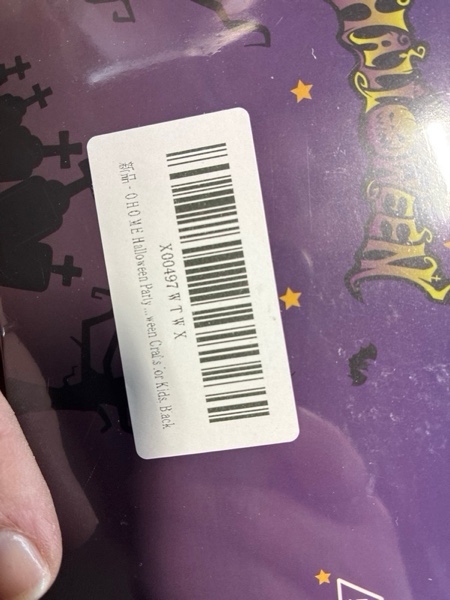 HALLOWEEN
X00497WTWX
新品 - OHOME Halloween Party ...ween Crafts for Kids, Back